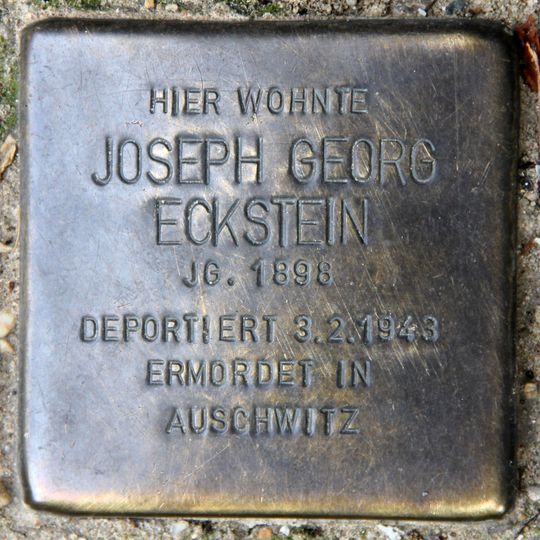 HIER WOHNTE
JOSEPH GEORG
ECKSTEIN
JG. 1898
DEPORTIERT 3.2.1943
ERMORDET IN
AUSCHWITZ